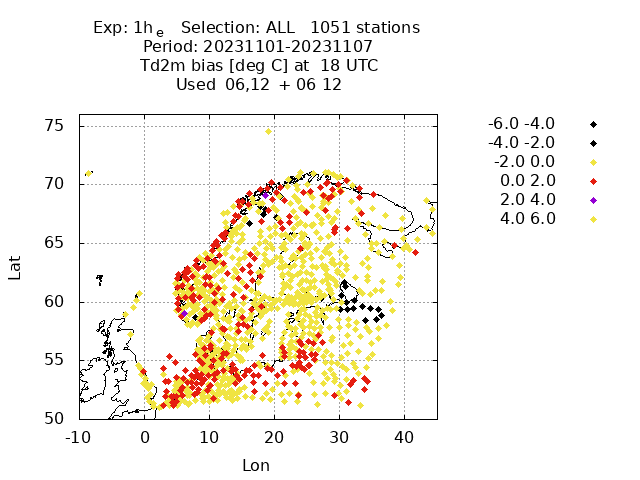 Exp: 1h e Selection: ALL 1051 stations
Period: 20231101-20231107
Td2m bias [deg C] at 18 UTC
Used 06,12 + 06 12
-6.0 -4.0
-4.0 -2.0
-2.0 0.0
0.0 2.0
2.0 4.0
4.0 6.0
75
70
65
60
55
50
Lat
-10 0 10 20 30 40
Lon